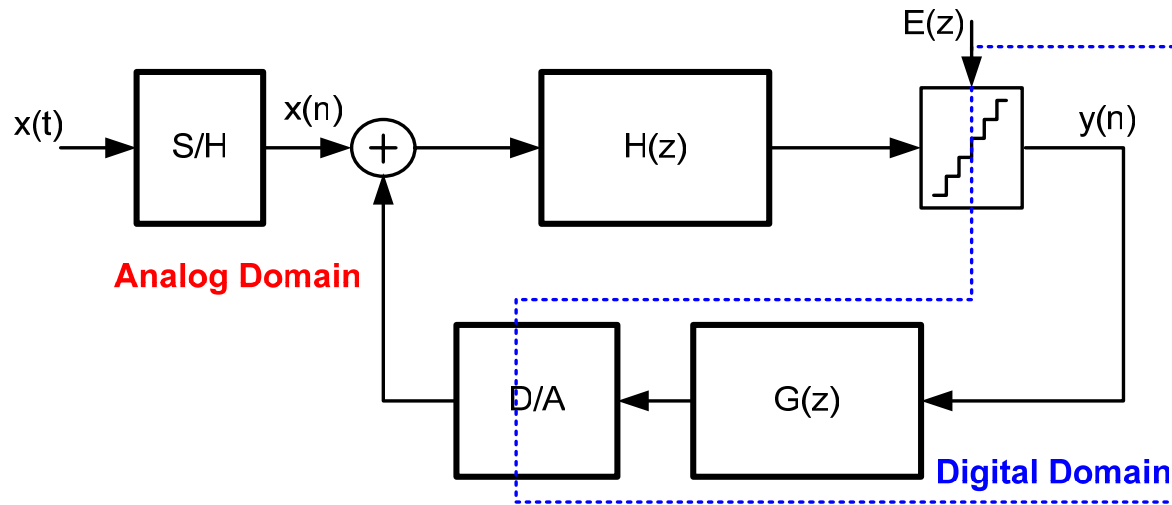 E(z)
x(t)
S/H
x(n)
+
H(z)
y(n)
Analog Domain
D/A
G(z)
Digital Domain